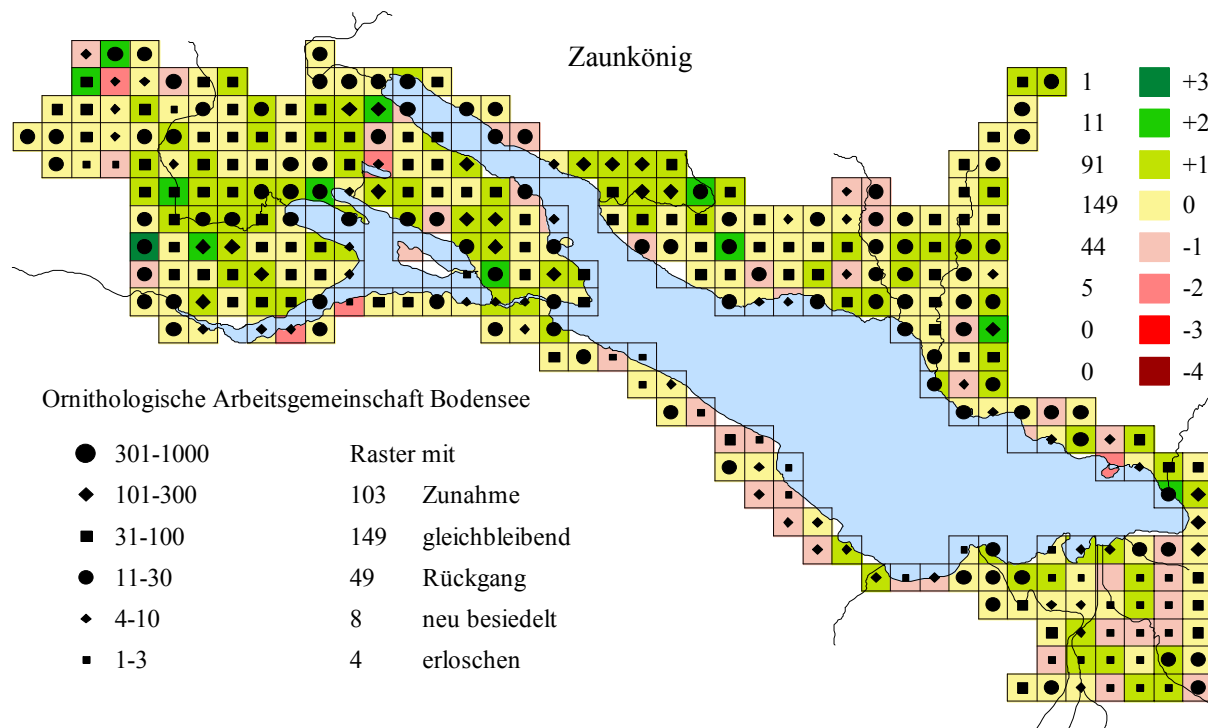 Zaunkönig
1 +3
11 +2
91 +1
149 0
44 -1
5 -2
0 -3
0 -4
Ornithologische Arbeitsgemeinschaft Bodensee
301-1000 Raster mit
101-300 103 Zunahme
31-100 149 gleichbleibend
11-30 49 Rückgang
4-10 8 neu besiedelt
1-3 4 erloschen